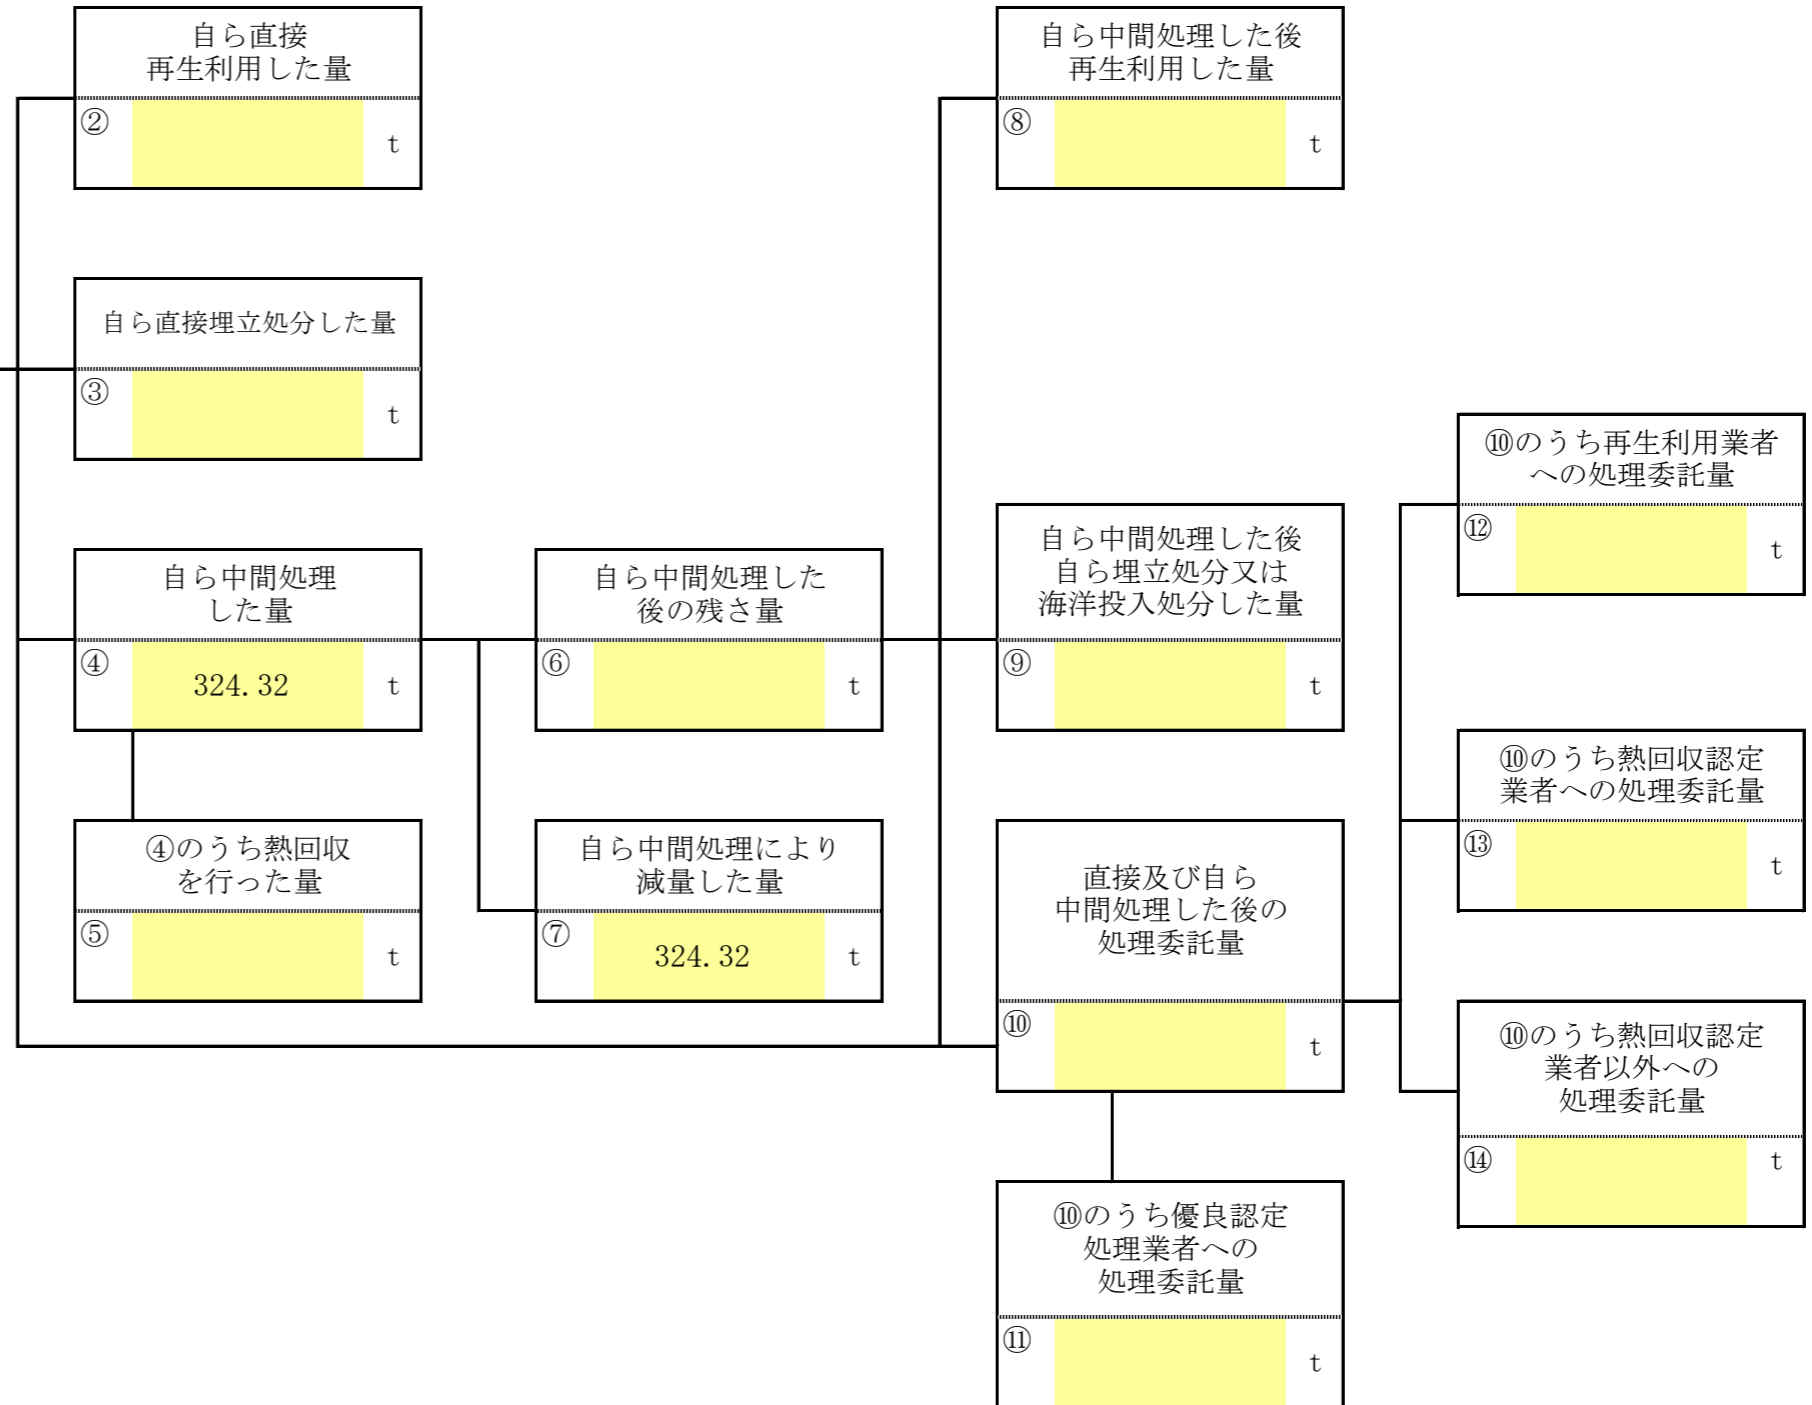 自ら直接
再生利用した量
②
t
自ら中間処理した後
再生利用した量
⑧
t
自ら直接埋立処分した量
③
t
⑩のうち再生利用業者
への処理委託量
⑫
t
自ら中間処理
した量
④
324.32
t
自ら中間処理した
後の残さ量
⑥
t
自ら中間処理した後
自ら埋立処分又は
海洋投入処分した量
⑨
t
⑩のうち熱回収認定
業者への処理委託量
⑬
t
④のうち熱回収
を行った量
⑤
t
自ら中間処理により
減量した量
⑦
324.32
t
直接及び自ら
中間処理した後の
処理委託量
⑩
t
⑩のうち熱回収認定
業者以外への
処理委託量
⑭
t
⑩のうち優良認定
処理業者への
処理委託量
⑪
t